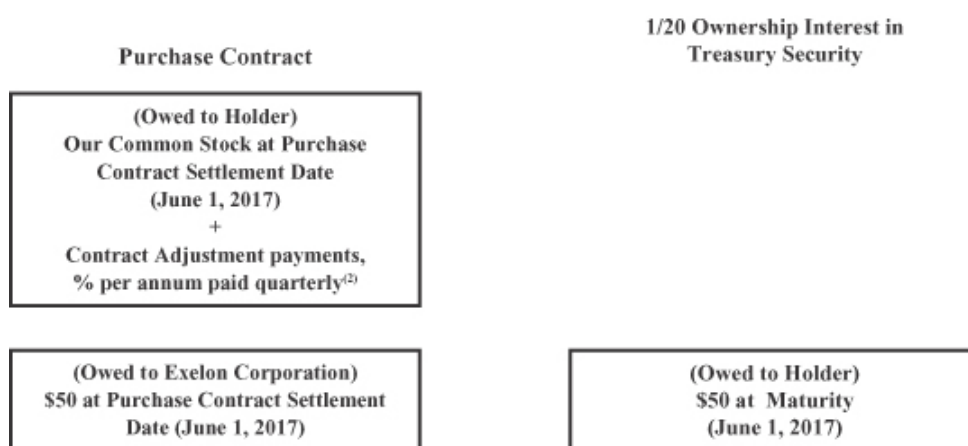 Purchase Contract
1/20 Ownership Interest in
Treasury Security
(Owed to Holder)
Our Common Stock at Purchase
Contract Settlement Date
(June 1, 2017)
+
Contract Adjustment payments,
% per annum paid quarterly(2)
(Owed to Exelon Corporation)
$50 at Purchase Contract Settlement
Date (June 1, 2017)
(Owed to Holder)
$50 at Maturity
(June 1, 2017)